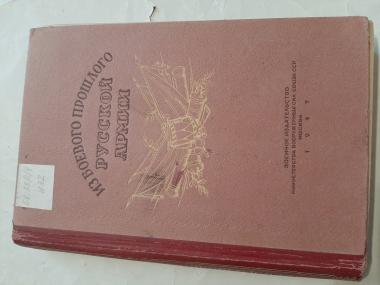 ИЗ БОЕВОГО ПРОШЛОГО
РУССКОЙ
АРМИИ
ВОЕННОЕ ИЗДАТЕЛЬСТВО
МИНИСТЕРСТВА ВООРУЖЕННЫХ СИЛ СОЮЗА ССР
МОСКВА
1947